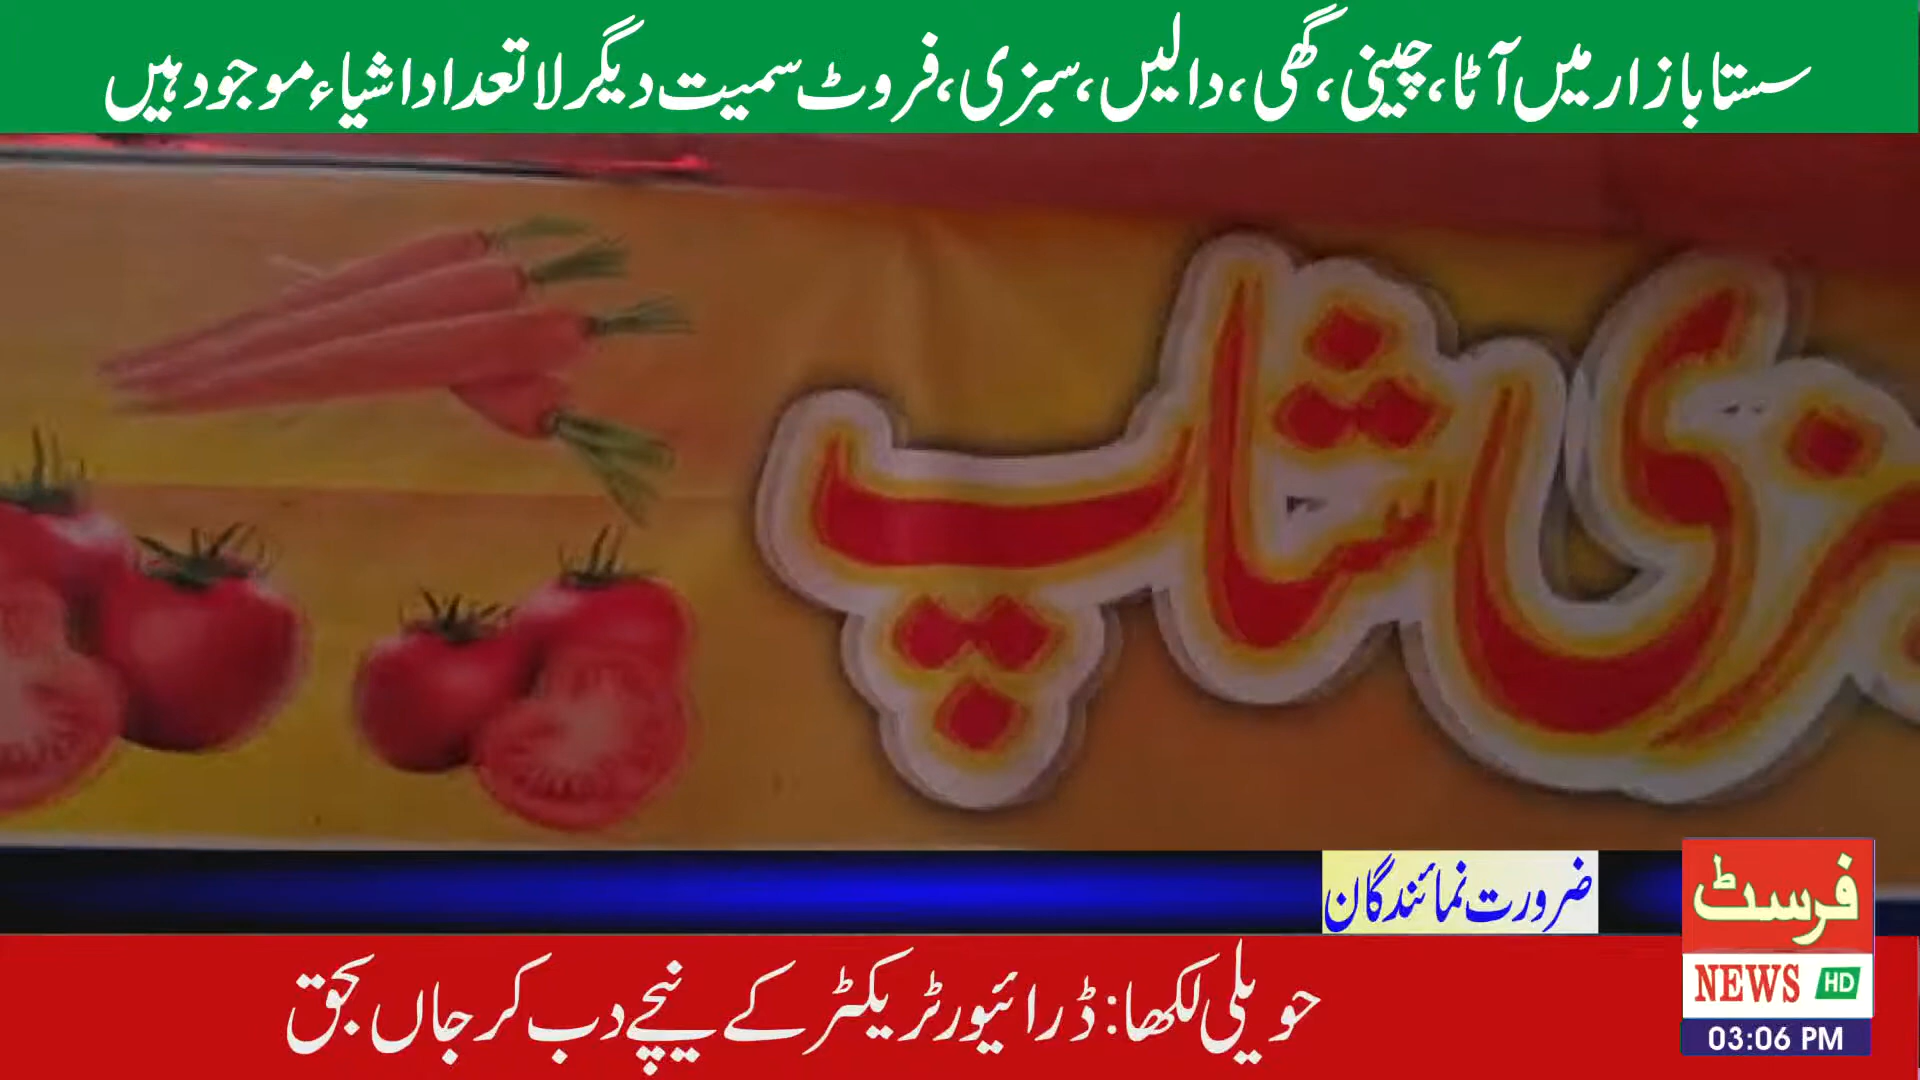 سستا بازار میں آٹا، چینی، گھی، دالیں، سبزی، فروٹ سمیت دیگر لاتعداد اشیاء موجود ہیں
سبزی شاپ
ضرورت نمائندگان
فرسٹ
NEWS HD
حویلی لکھا: ڈرائیور ٹریکٹر کے نیچے دب کر جاں بحق
03:06 PM